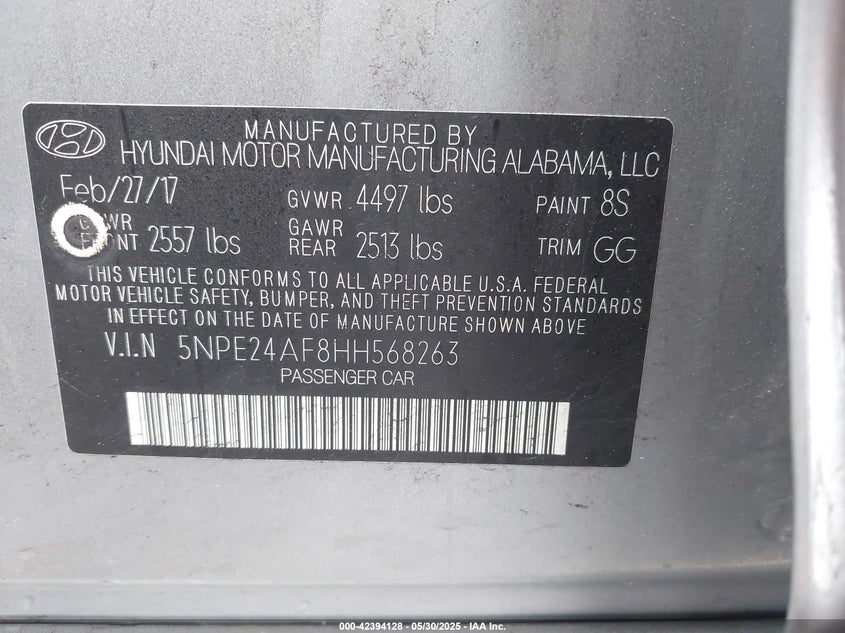 MANUFACTURED BY
HYUNDAI MOTOR MANUFACTURING ALABAMA, LLC
Feb/27/17 GVWR 4497 lbs PAINT 8S
GAWR FRONT 2557 lbs GAWR REAR 2513 lbs TRIM GG
THIS VEHICLE CONFORMS TO ALL APPLICABLE U.S.A. FEDERAL
MOTOR VEHICLE SAFETY, BUMPER, AND THEFT PREVENTION STANDARDS
IN EFFECT ON THE DATE OF MANUFACTURE SHOWN ABOVE
V.I.N 5NPE24AF8HH568263
PASSENGER CAR
000-42394128 - 05/30/2025 - IAA Inc.